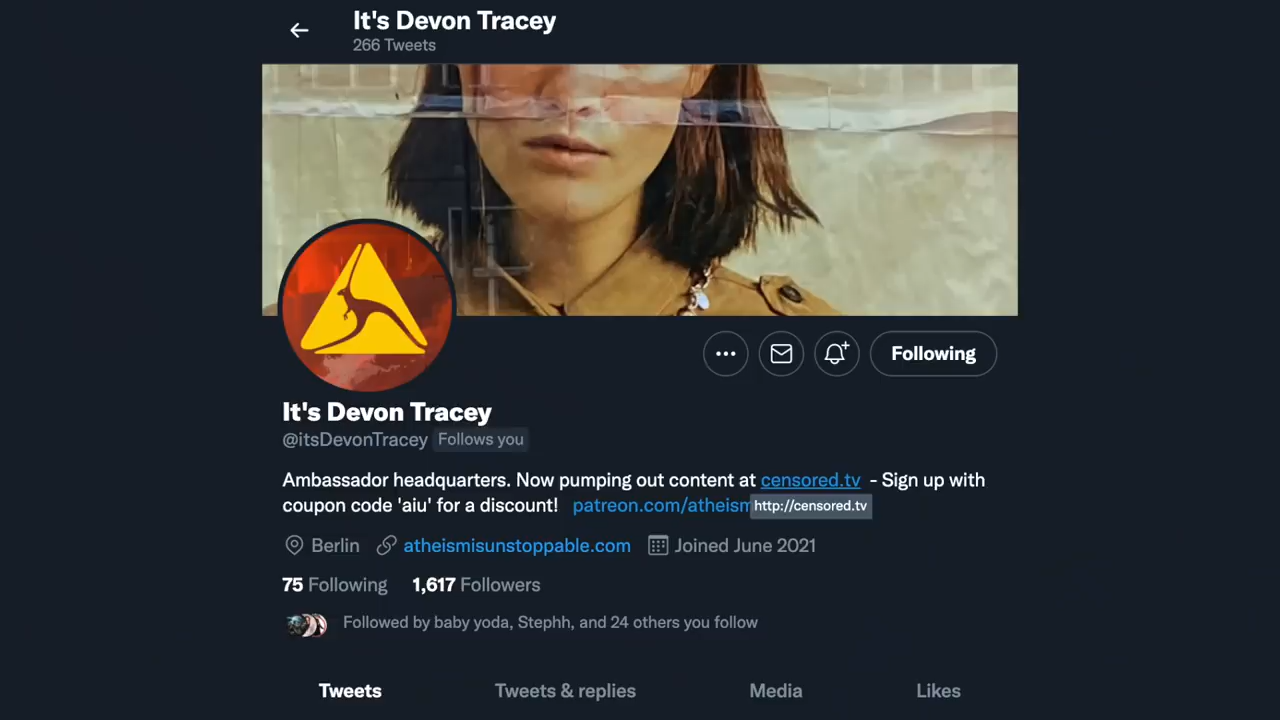 It's Devon Tracey
266 Tweets
Following
It's Devon Tracey
@itsDevonTracey Follows you
Ambassador headquarters. Now pumping out content at censored.tv - Sign up with
coupon code 'aiu' for a discount! patreon.com/atheism
http://censored.tv
Berlin atheismisunstoppable.com Joined June 2021
75 Following 1,617 Followers
Followed by baby yoda, Stephh, and 24 others you follow
Tweets Tweets & replies Media Likes